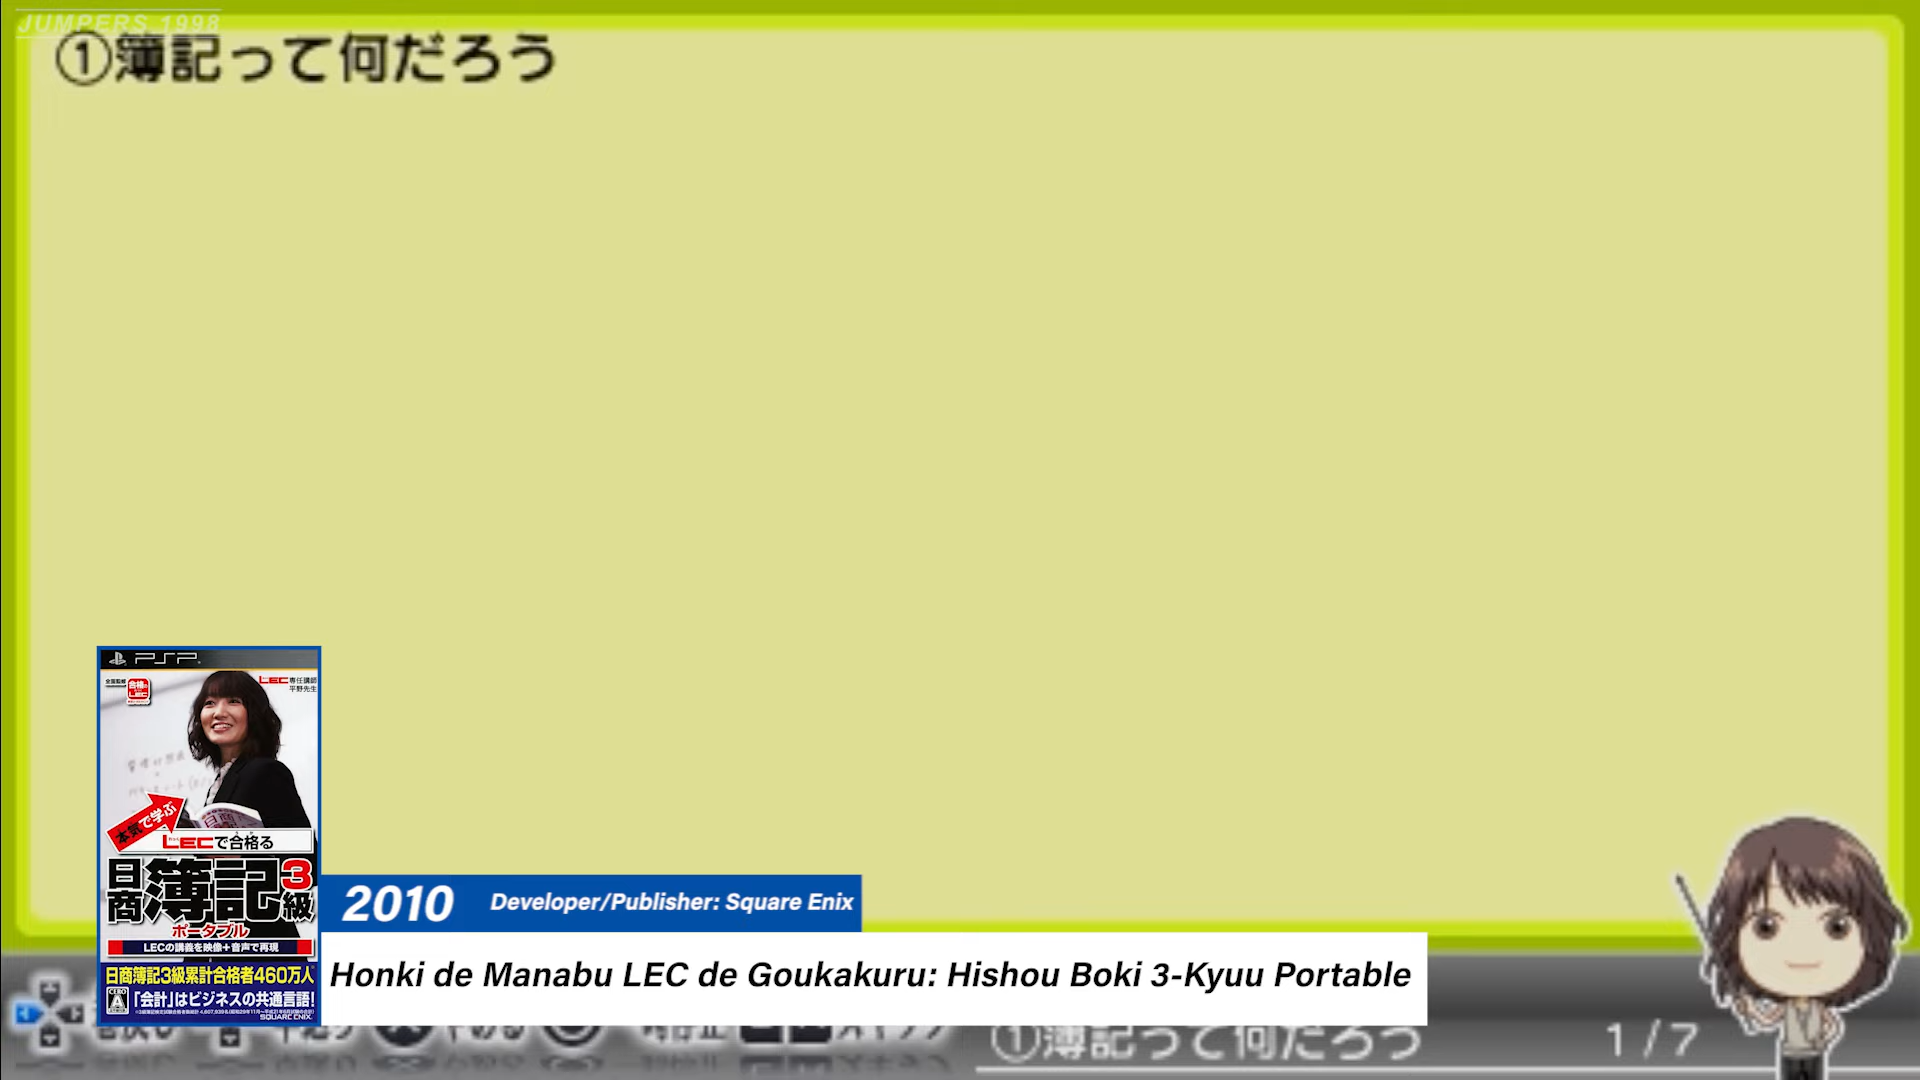 JUMPERS 1998
①簿記って何だろう
PSP
LEC専任講師
平野先生
本気で学ぶ
LECで合格る
日商簿記3級
ポータブル
LECの講義を映像+音声で再現
日商簿記3級累計合格者460万人
「会計」はビジネスの共通言語!
SQUARE ENIX
2010
Developer/Publisher: Square Enix
Honki de Manabu LEC de Goukakuru: Hishou Boki 3-Kyuu Portable
①簿記って何だろう
1/7